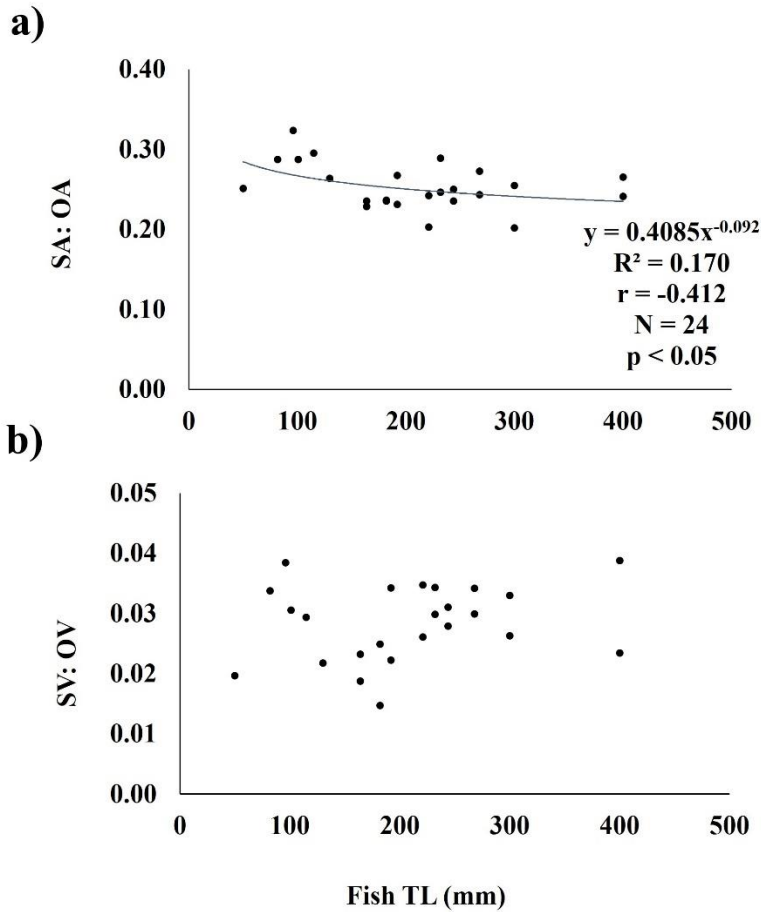 a)
0.40
0.30
0.20
0.10
0.00
SA: OA
y = 0.4085x^-0.092
R² = 0.170
r = -0.412
N = 24
p < 0.05
0 100 200 300 400 500
b)
0.05
0.04
0.03
0.02
0.01
0.00
SV: OV
0 100 200 300 400 500
Fish TL (mm)